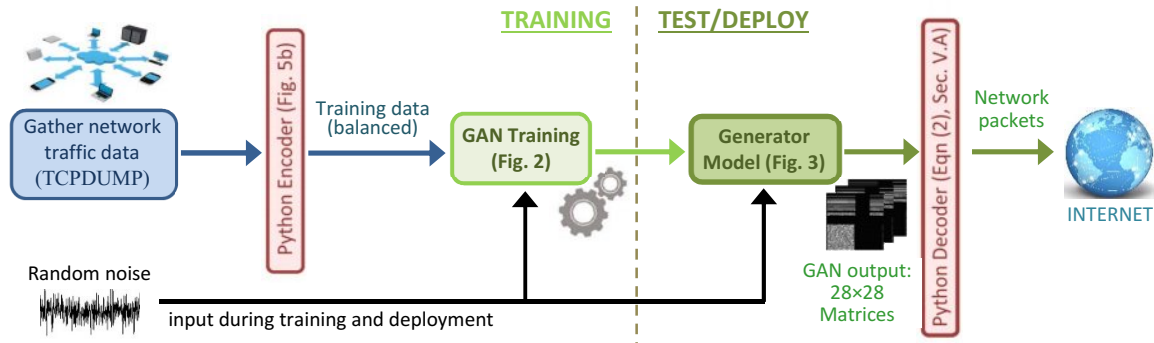 TRAINING
TEST/DEPLOY
Gather network
traffic data
(TCPDUMP)
Python Encoder (Fig. 5b)
Training data
(balanced)
GAN Training
(Fig. 2)
Generator
Model (Fig. 3)
GAN output:
28×28
Matrices
Python Decoder (Eqn (2), Sec. V.A)
Network
packets
INTERNET
Random noise
input during training and deployment